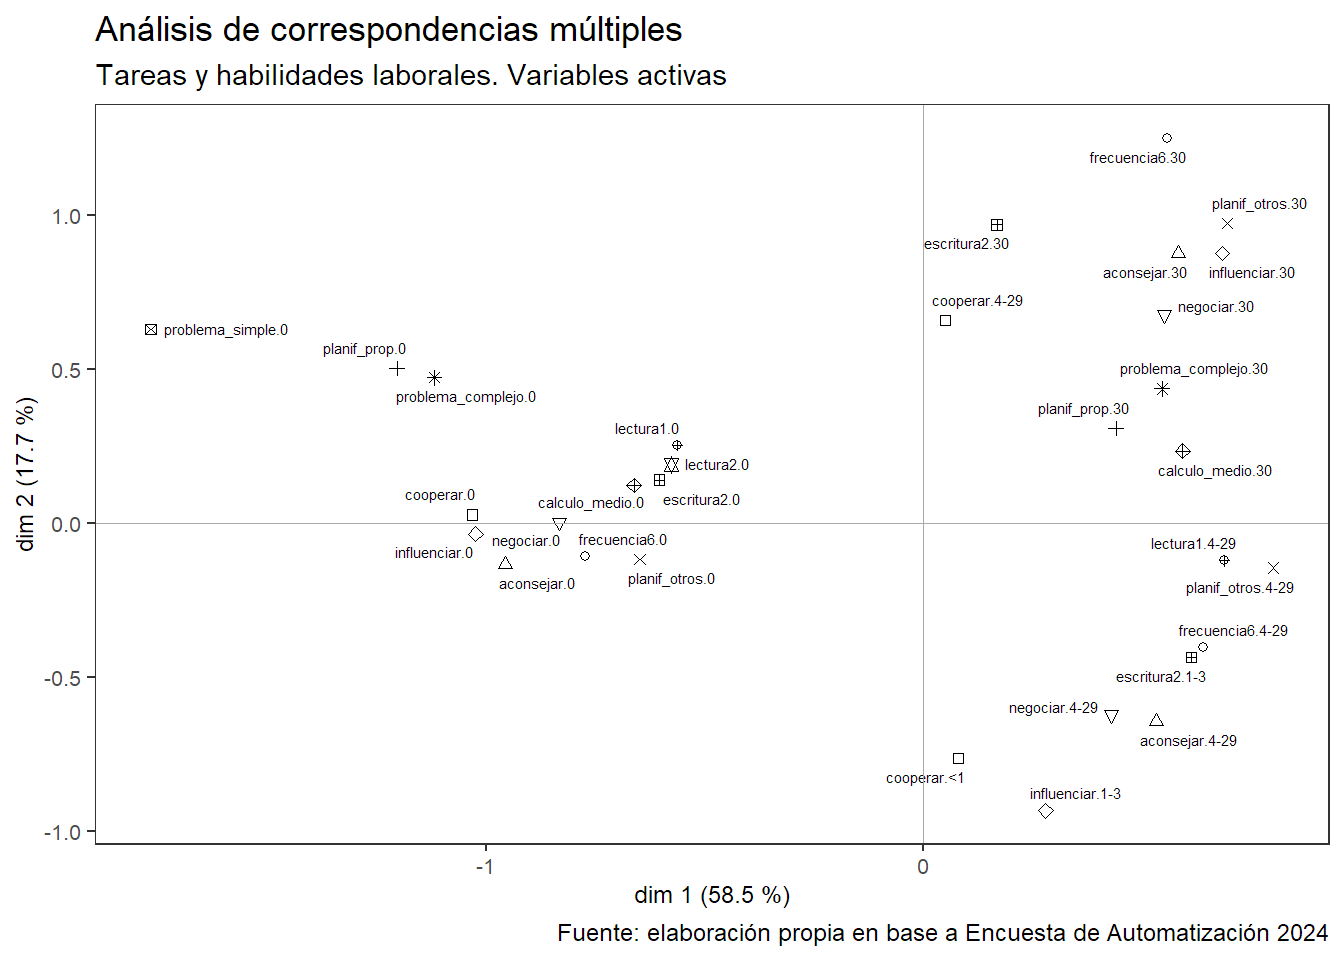 Análisis de correspondencias múltiples
Tareas y habilidades laborales. Variables activas
frecuencia6.30
planif_otros.30
1.0
escritura2.30
aconsejar.30
influenciar.30
cooperar.4-29
negociar.30
problema_simple.0
planif_prop.0
0.5
problema_complejo.30
problema_complejo.0
planif_prop.30
lectura1.0
lectura2.0
calculo_medio.30
cooperar.0
calculo_medio.0
escritura2.0
0.0
negociar.0
frecuencia6.0
lectura1.4-29
influenciar.0
aconsejar.0
planif_otros.0
planif_otros.4-29
frecuencia6.4-29
-0.5
escritura2.1-3
negociar.4-29
aconsejar.4-29
cooperar.<1
influenciar.1-3
-1.0
dim 2 (17.7 %)
-1
0
dim 1 (58.5 %)
Fuente: elaboración propia en base a Encuesta de Automatización 2024